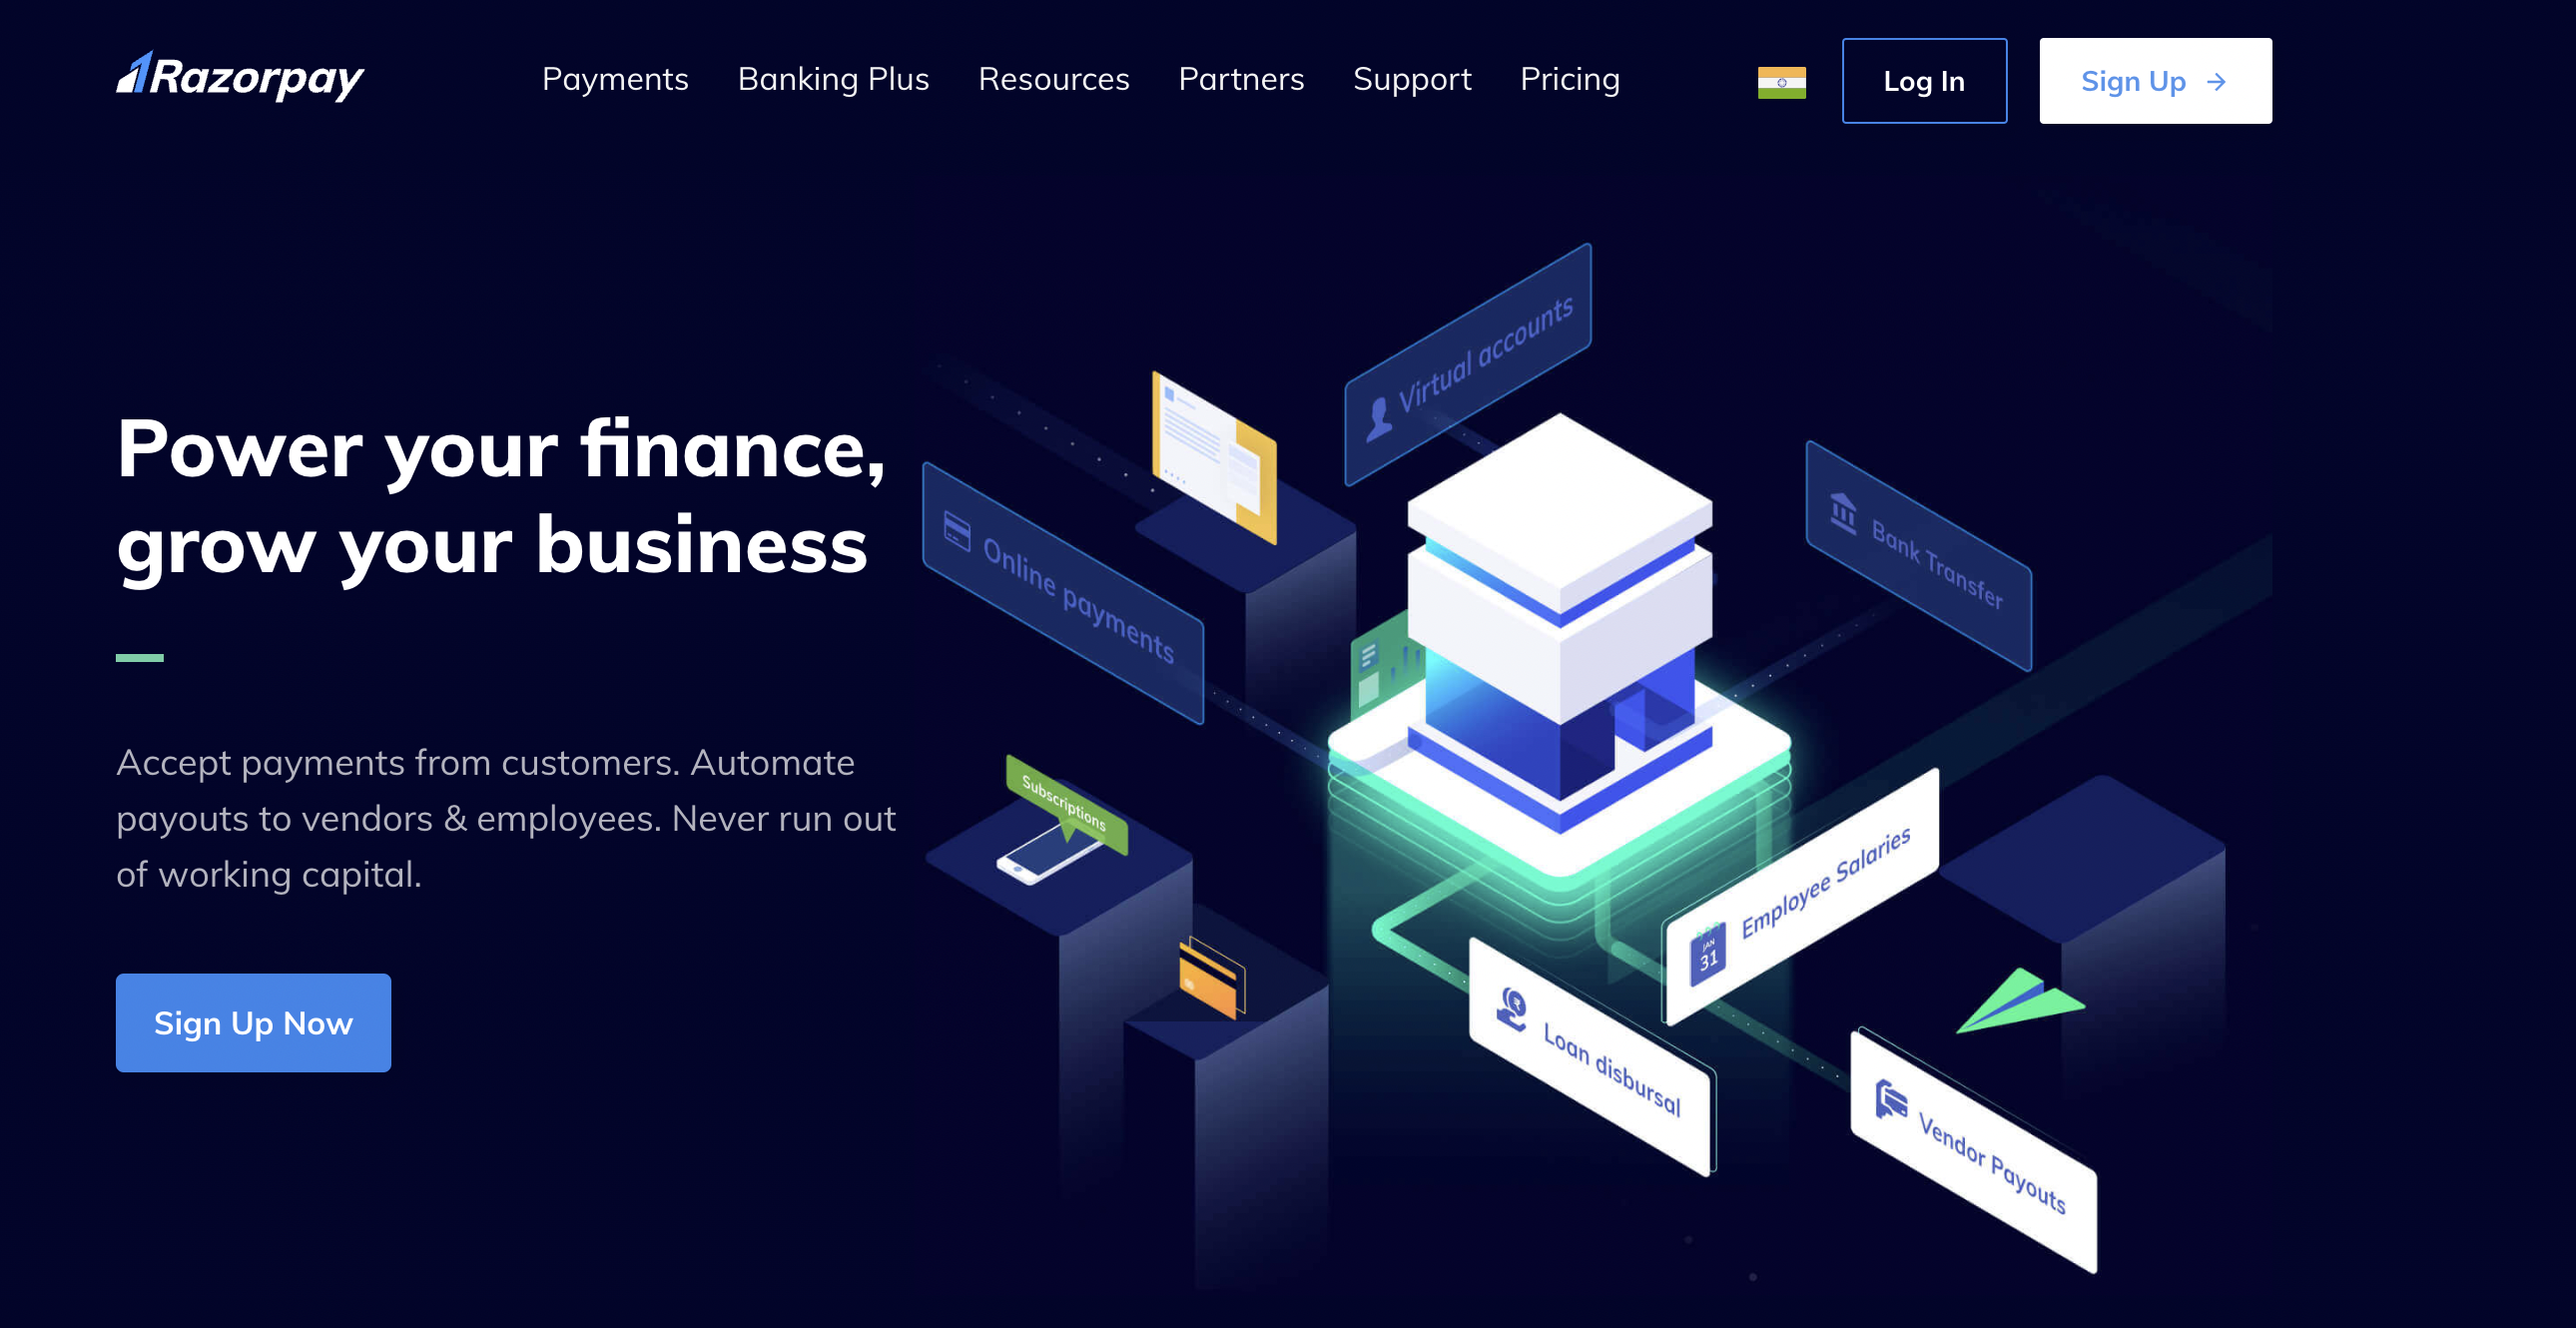 Razorpay
Payments
Banking Plus
Resources
Partners
Support
Pricing
Log In
Sign Up
Power your finance,
grow your business
Accept payments from customers. Automate
payouts to vendors & employees. Never run out
of working capital.
Sign Up Now
Virtual accounts
Bank Transfer
Online payments
Subscriptions
JAN
31
Employee Salaries
₹
Loan disbursal
Vendor Payouts